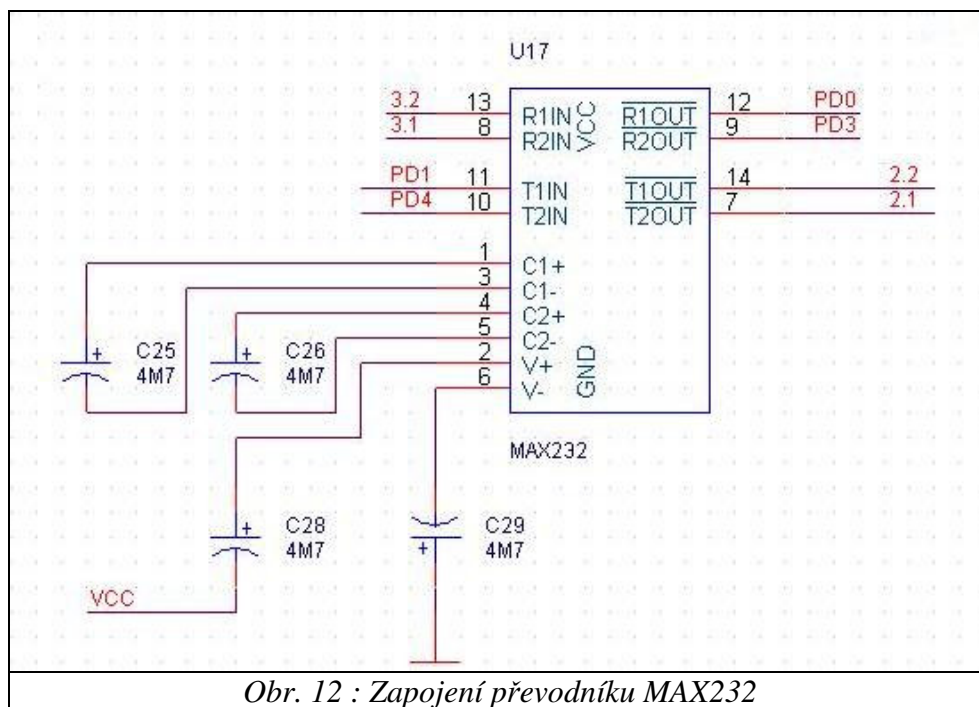 U17
3.2 13 R1IN VCC R1OUT 12 PD0
3.1 8 R2IN R2OUT 9 PD3
PD1 11 T1IN T1OUT 14 2.2
PD4 10 T2IN T2OUT 7 2.1
1 C1+
3 C1-
4 C2+
5 C2-
2 V+
6 V-
GND
C25
4M7
C26
4M7
MAX232
C28
4M7
C29
4M7
VCC
Obr. 12 : Zapojení převodníku MAX232